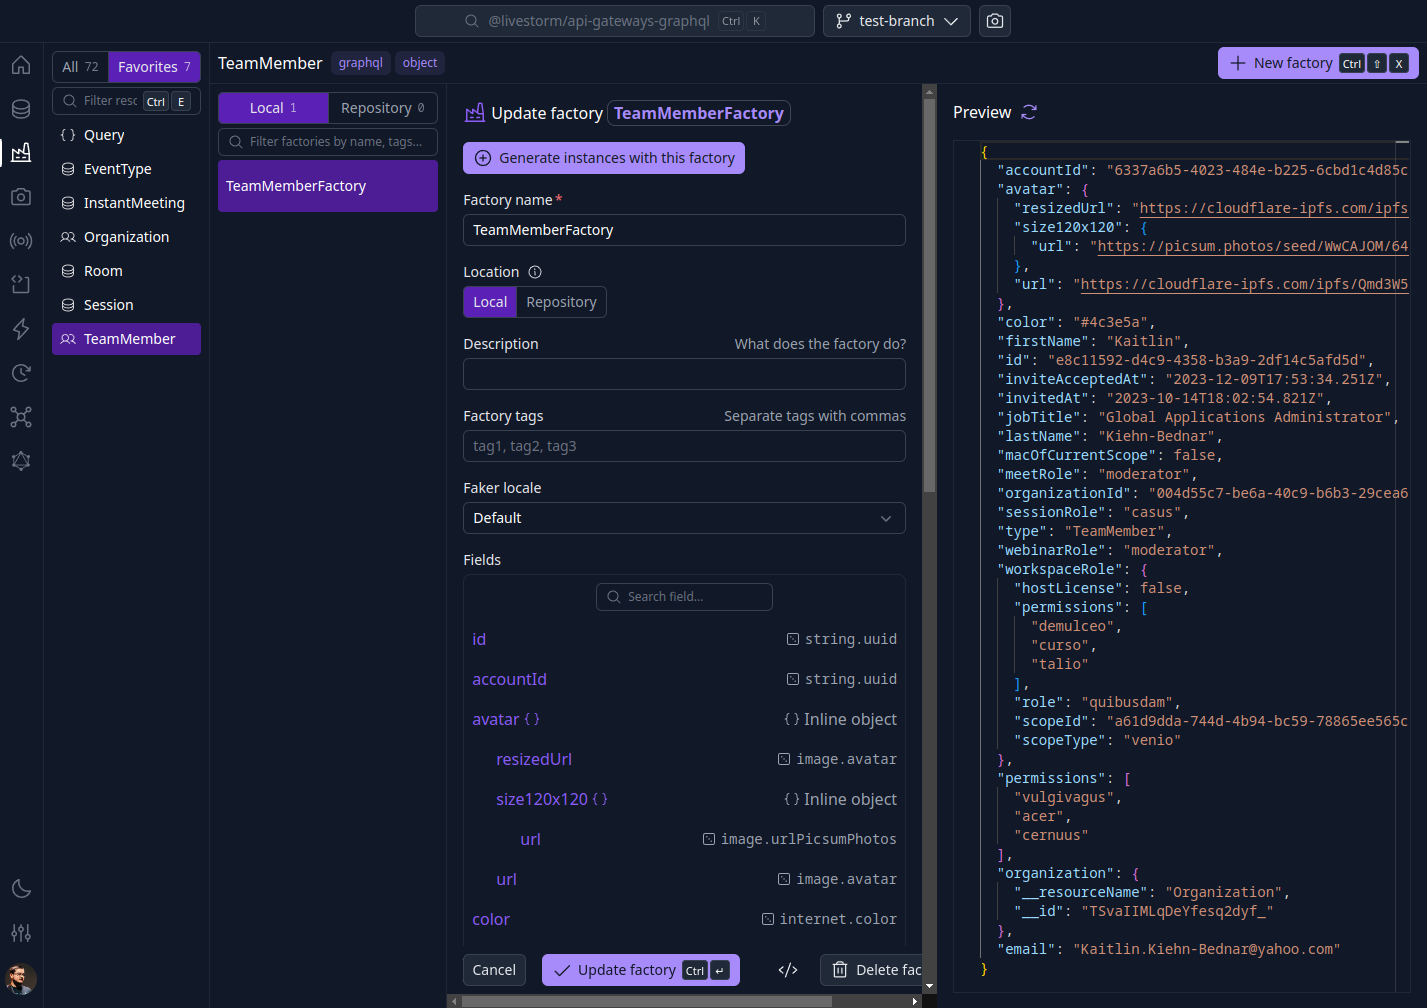 @livestorm/api-gateways-graphql Ctrl K
test-branch
All 72
Favorites 7
Filter resc Ctrl E
Query
EventType
InstantMeeting
Organization
Room
Session
TeamMember
TeamMember graphql object
New factory Ctrl ⇧ X
Local 1
Repository 0
Filter factories by name, tags...
TeamMemberFactory
Update factory TeamMemberFactory
Generate instances with this factory
Factory name*
TeamMemberFactory
Location
Local Repository
Description What does the factory do?
Factory tags Separate tags with commas
tag1, tag2, tag3
Faker locale
Default
Fields
Search field...
id string.uuid
accountId string.uuid
avatar {} {} Inline object
resizedUrl image.avatar
size120x120 {} {} Inline object
url image.urlPicsumPhotos
url image.avatar
color internet.color
Cancel
Update factory Ctrl ↵
</>
Delete fac
Preview
{
"accountId": "6337a6b5-4023-484e-b225-6cbd1c4d85c
"avatar": {
"resizedUrl": "https://cloudflare-ipfs.com/ipfs
"size120x120": {
"url": "https://picsum.photos/seed/WwCAJOM/64
},
"url": "https://cloudflare-ipfs.com/ipfs/Qmd3W5
},
"color": "#4c3e5a",
"firstName": "Kaitlin",
"id": "e8c11592-d4c9-4358-b3a9-2df14c5afd5d",
"inviteAcceptedAt": "2023-12-09T17:53:34.251Z",
"invitedAt": "2023-10-14T18:02:54.821Z",
"jobTitle": "Global Applications Administrator",
"lastName": "Kiehn-Bednar",
"macOfCurrentScope": false,
"meetRole": "moderator",
"organizationId": "004d55c7-be6a-40c9-b6b3-29cea6
"sessionRole": "casus",
"type": "TeamMember",
"webinarRole": "moderator",
"workspaceRole": {
"hostLicense": false,
"permissions": [
"demulceo",
"curso",
"talio"
],
"role": "quibusdam",
"scopeId": "a61d9dda-744d-4b94-bc59-78865ee565c
"scopeType": "venio"
},
"permissions": [
"vulgivagus",
"acer",
"cernuus"
],
"organization": {
"__resourceName": "Organization",
"__id": "TSvaIIMLqDeYfesq2dyf_"
},
"email": "Kaitlin.Kiehn-Bednar@yahoo.com"
}